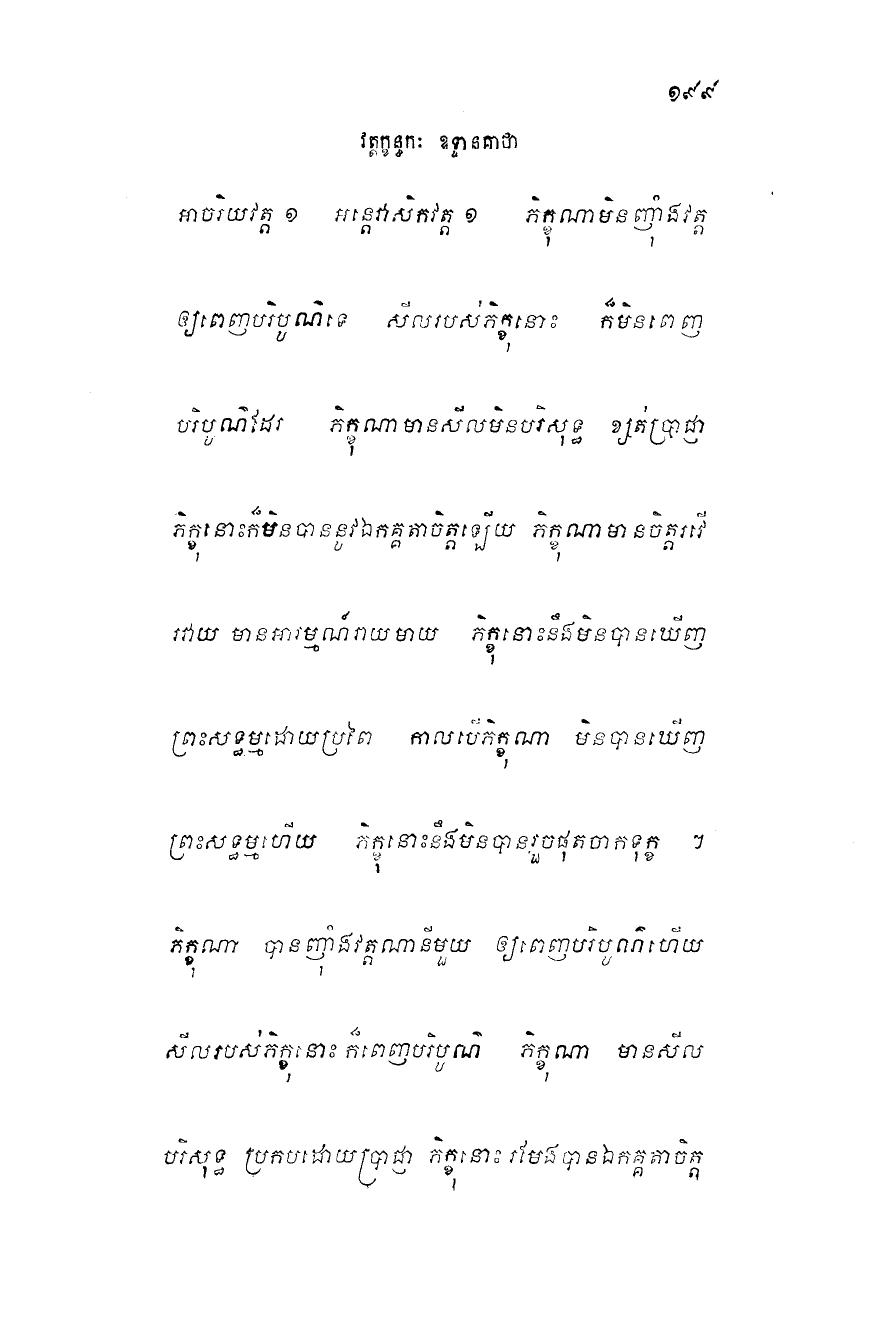 ១៩៩
វត្តក្ខន្ធកៈ ឧទ្ទានគាថា
អាចរិយវត្ត ១ អន្តេវាសិកវត្ត ១ ភិក្ខុណាមិនញុំាងវត្ត
ឲ្យពេញបរិបូណ៌ទេ សីលរបស់ភិក្ខុនោះ ក៏មិនពេញ
បរិបូណ៌ដែរ ភិក្ខុណាមានសីលមិនបរិសុទ្ធ ខ្សត់ប្រាជ្ញា
ភិក្ខុនោះក៏មិនបាននូវឯកគ្គតាចិត្តឡើយ ភិក្ខុណាមានចិត្តរវើ
រវាយ មានអារម្មណ៍រាយមាយ ភិក្ខុនោះនឹងមិនបានឃើញ
ព្រះសទ្ធម្មដោយប្រពៃ កាលបើភិក្ខុណា មិនបានឃើញ
ព្រះសទ្ធម្មហើយ ភិក្ខុនោះនឹងមិនបានរួចផុតចាកទុក្ខ ។
ភិក្ខុណា បានញុំាងវត្តណានីមួយ ឲ្យពេញបរិបូណ៌ហើយ
សីលរបស់ភិក្ខុនោះ ក៏ពេញបរិបូណ៌ ភិក្ខុណា មានសីល
បរិសុទ្ធ ប្រកបដោយប្រាជ្ញា ភិក្ខុនោះ រមែងបានឯកគ្គតាចិត្ត